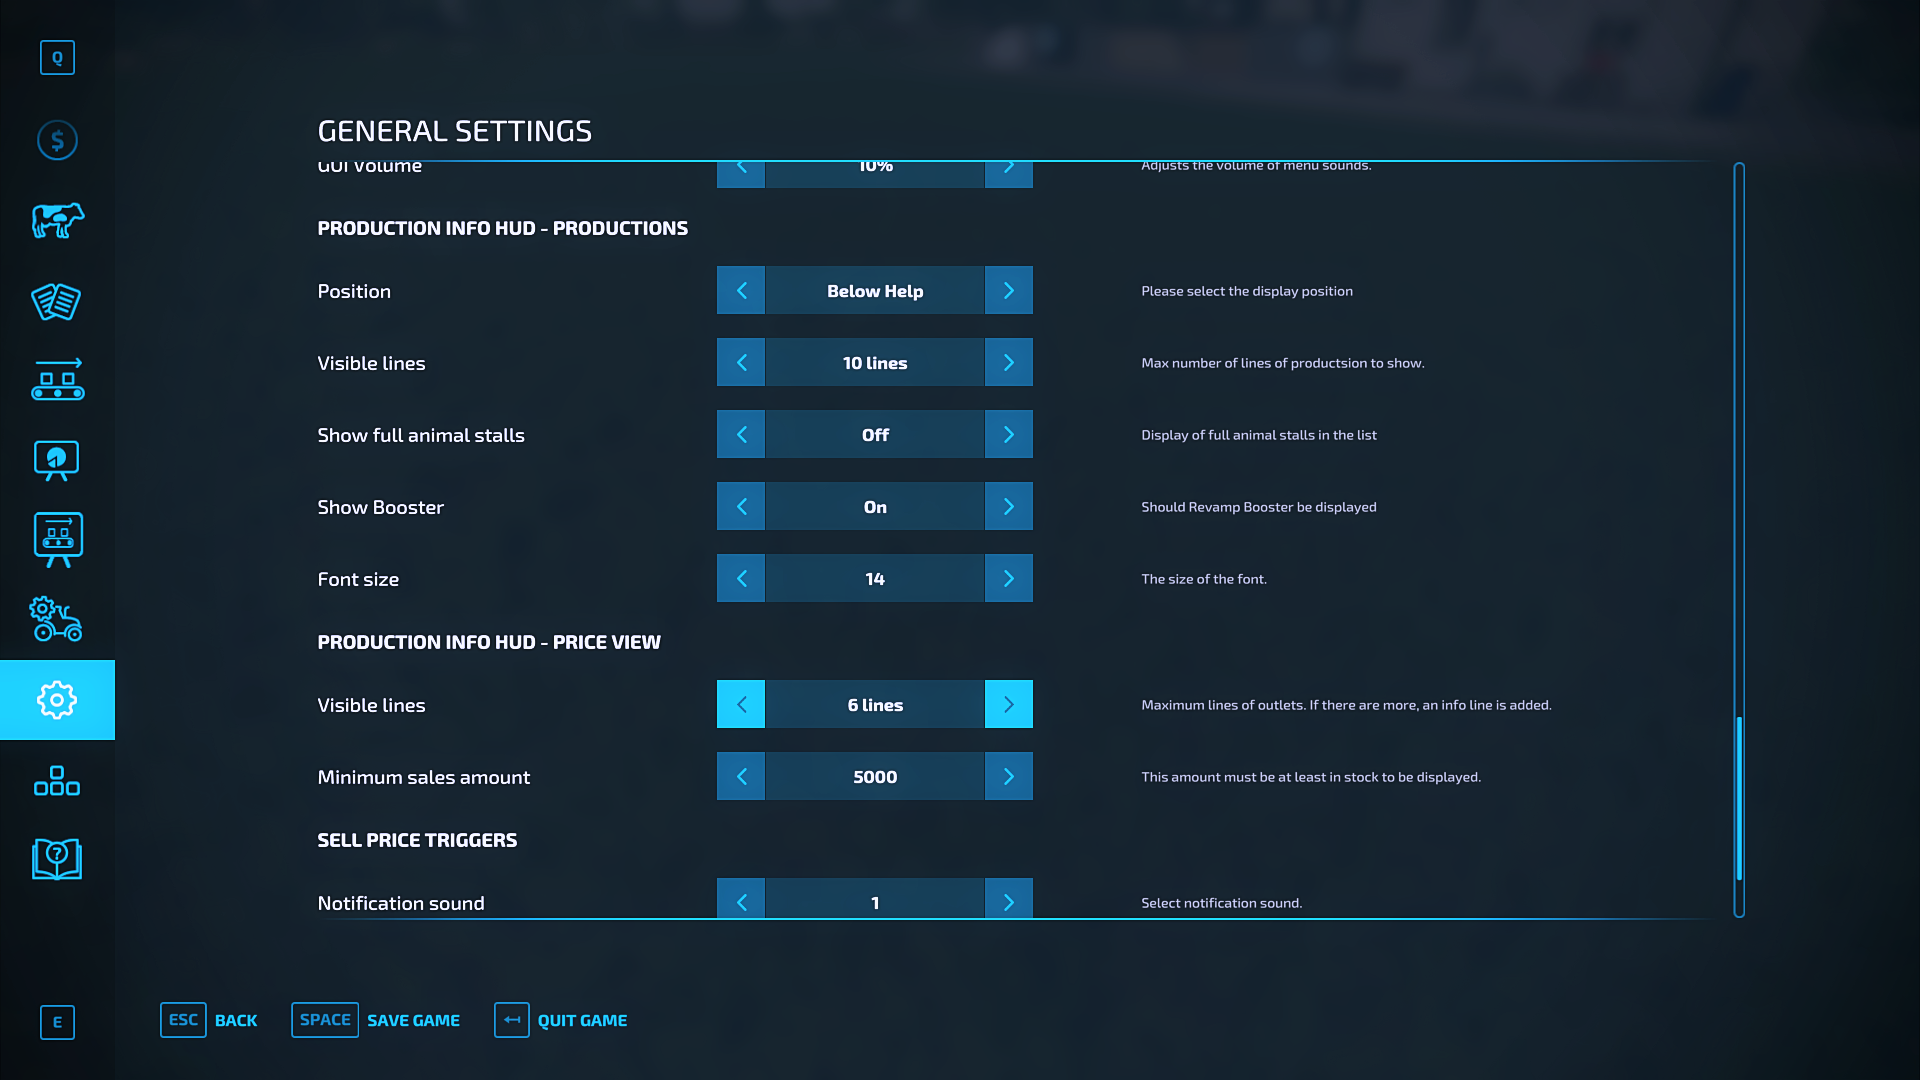 Q
$
GENERAL SETTINGS
GUI Volume 10% Adjusts the volume of menu sounds.
PRODUCTION INFO HUD - PRODUCTIONS
Position Below Help Please select the display position
Visible lines 10 lines Max number of lines of productsion to show.
Show full animal stalls Off Display of full animal stalls in the list
Show Booster On Should Revamp Booster be displayed
Font size 14 The size of the font.
PRODUCTION INFO HUD - PRICE VIEW
Visible lines 6 lines Maximum lines of outlets. If there are more, an info line is added.
Minimum sales amount 5000 This amount must be at least in stock to be displayed.
SELL PRICE TRIGGERS
Notification sound 1 Select notification sound.
?
E
ESC BACK SPACE SAVE GAME QUIT GAME